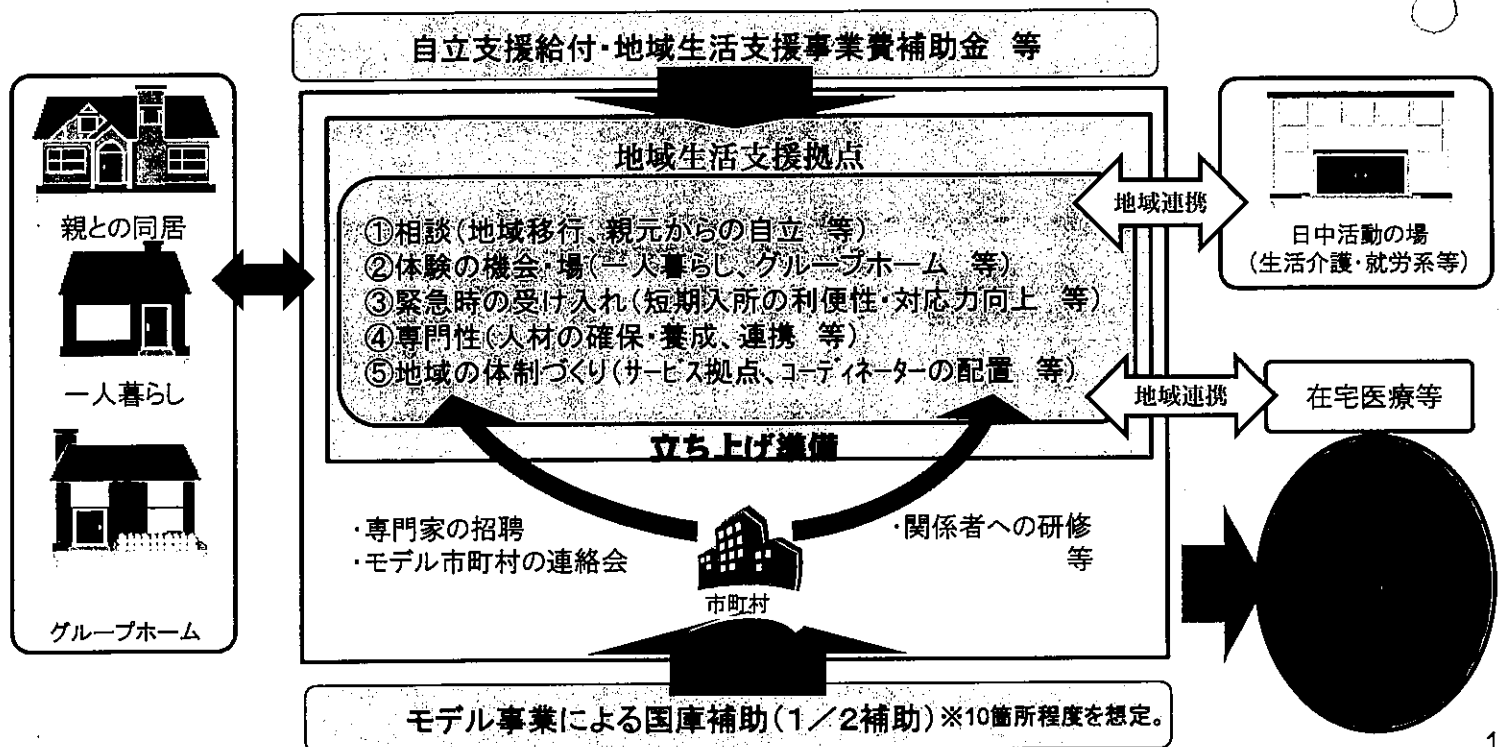 自立支援給付・地域生活支援事業費補助金 等
地域生活支援拠点
①相談(地域移行、親元からの自立 等)
②体験の機会・場(一人暮らし、グループホーム 等)
③緊急時の受け入れ(短期入所の利便性・対応力向上 等)
④専門性(人材の確保・養成、連携 等)
⑤地域の体制づくり(サービス拠点、コーディネーターの配置 等)
立ち上げ準備
親との同居
一人暮らし
グループホーム
地域連携
日中活動の場
(生活介護・就労系等)
地域連携
在宅医療等
・専門家の招聘
・モデル市町村の連絡会
・関係者への研修
等
市町村
モデル事業による国庫補助(1/2補助)※10箇所程度を想定。
1